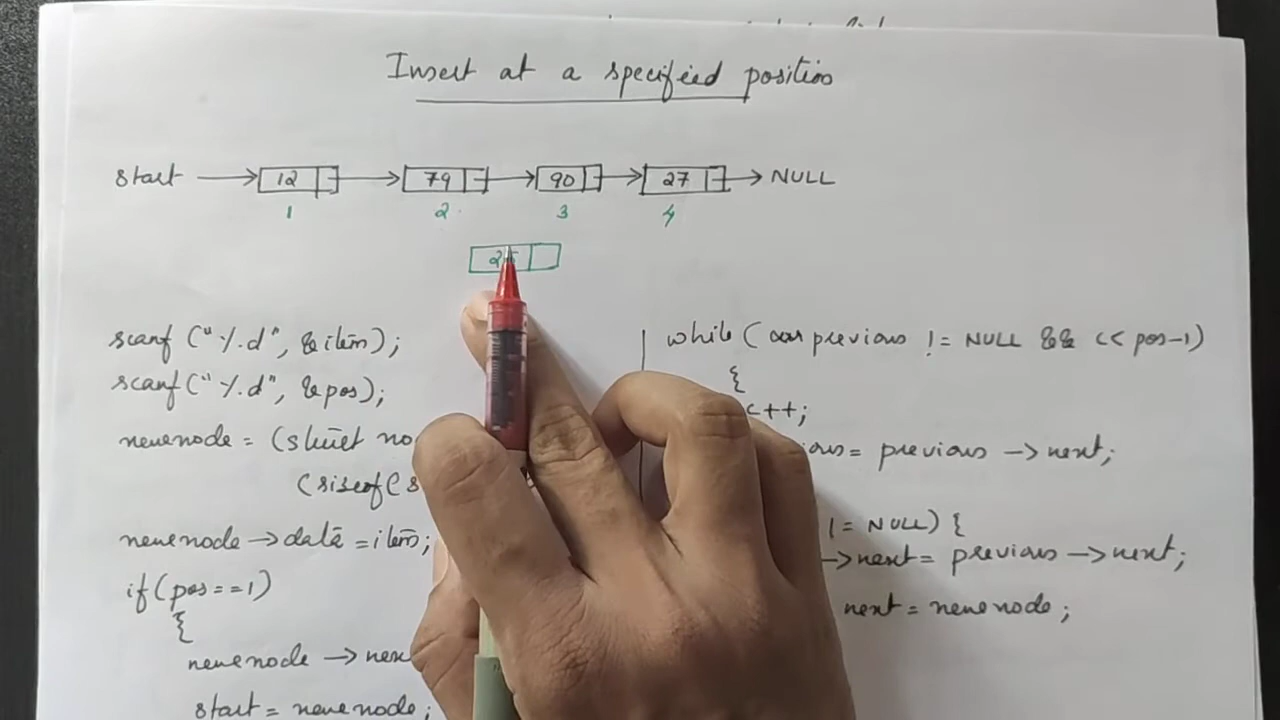 Insert at a specified position
start 12 79 90 27 NULL
1 2 3 4
scanf ("%d", &item);
scanf ("%d", &pos);
newnode = (struct
(sizeof(s
newnode → data = item;
if (pos==1)
{
newnode →
start = newnode;
while ( previous != NULL && c< pos-1)
{
c++;
= previous → next;
!= NULL) {
→ next = previous → next;
next = newnode;